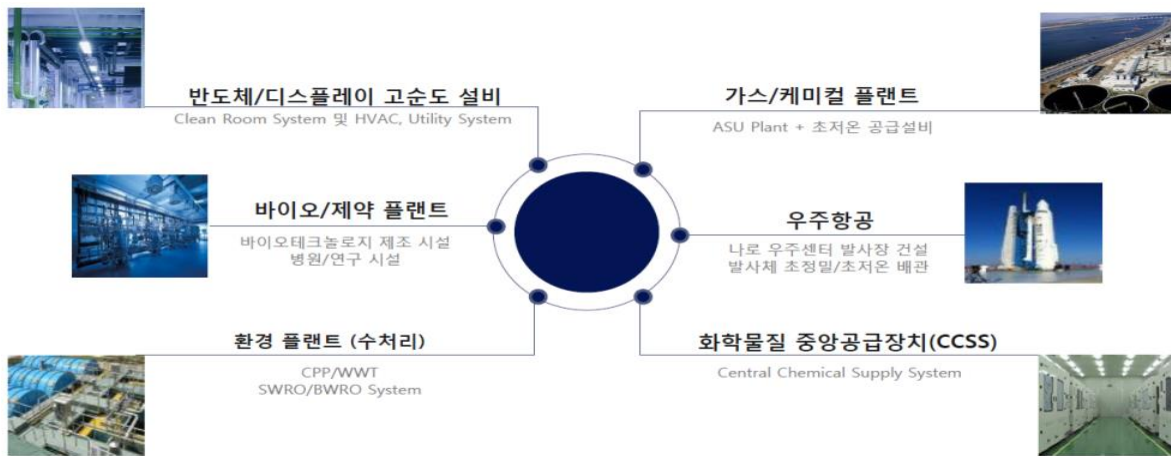 반도체/디스플레이 고순도 설비
Clean Room System 및 HVAC, Utility System
가스/케미컬 플랜트
ASU Plant + 초저온 공급설비
바이오/제약 플랜트
바이오테크놀로지 제조 시설
병원/연구 시설
우주항공
나로 우주센터 발사장 건설
발사체 초정밀/초저온 배관
환경 플랜트 (수처리)
CPP/WWT
SWRO/BWRO System
화학물질 중앙공급장치(CCSS)
Central Chemical Supply System